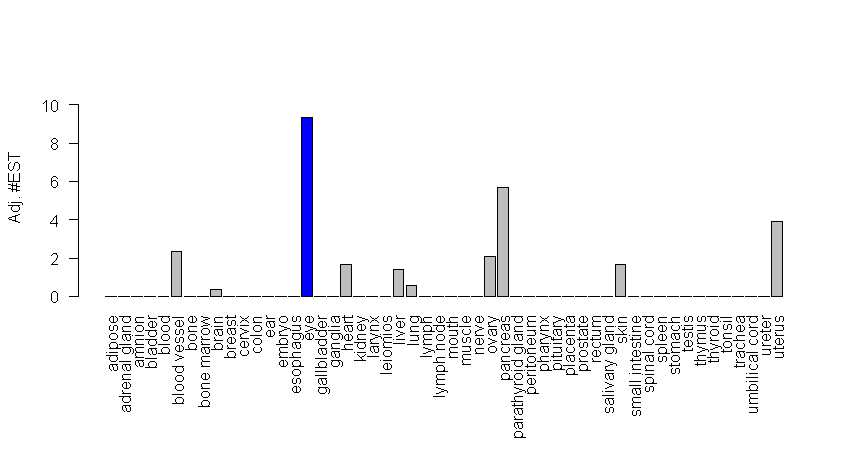 Adj. #EST
10
8
6
4
2
0
adipose
adrenal gland
amnion
bladder
blood
blood vessel
bone
bone marrow
brain
breast
cervix
colon
ear
embryo
esophagus
eye
gallbladder
ganglia
heart
kidney
larynx
leiomios
liver
lung
lymph
lymph node
mouth
muscle
nerve
ovary
pancreas
parathyroid gland
peritoneum
pharynx
pituitary
placenta
prostate
rectum
salivary gland
skin
small intestine
spinal cord
spleen
stomach
testis
thymus
thyroid
tonsil
trachea
umbilical cord
ureter
uterus